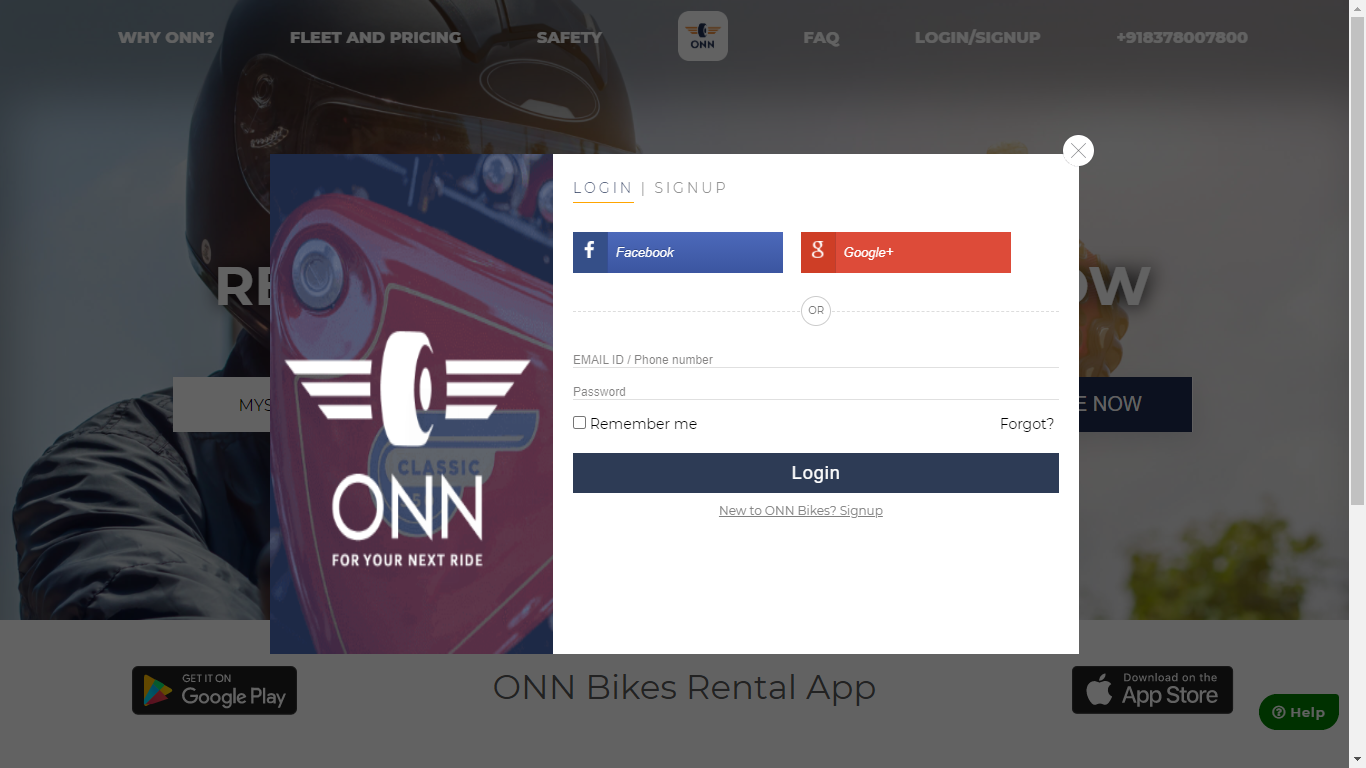 WHY ONN?
FLEET AND PRICING
SAFETY
ONN
FAQ
LOGIN/SIGNUP
+918378007800
LOGIN | SIGNUP
f Facebook
g Google+
OR
EMAIL ID / Phone number
Password
Remember me
Forgot?
Login
New to ONN Bikes? Signup
CLASSIC
ONN
FOR YOUR NEXT RIDE
RE
OW
MYS
E NOW
GET IT ON
Google Play
ONN Bikes Rental App
Download on the
App Store
Help